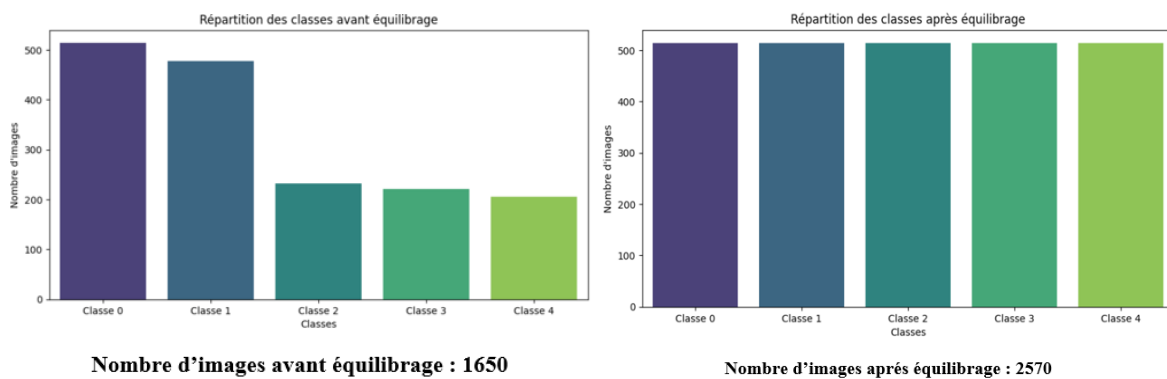 Répartition des classes avant équilibrage
Nombre d'images
500
400
300
200
100
0
Classe 0
Classe 1
Classe 2
Classe 3
Classe 4
Classes
Nombre d’images avant équilibrage : 1650
Répartition des classes après équilibrage
Nombre d'images
500
400
300
200
100
0
Classe 0
Classe 1
Classe 2
Classe 3
Classe 4
Classes
Nombre d’images aprés équilibrage : 2570